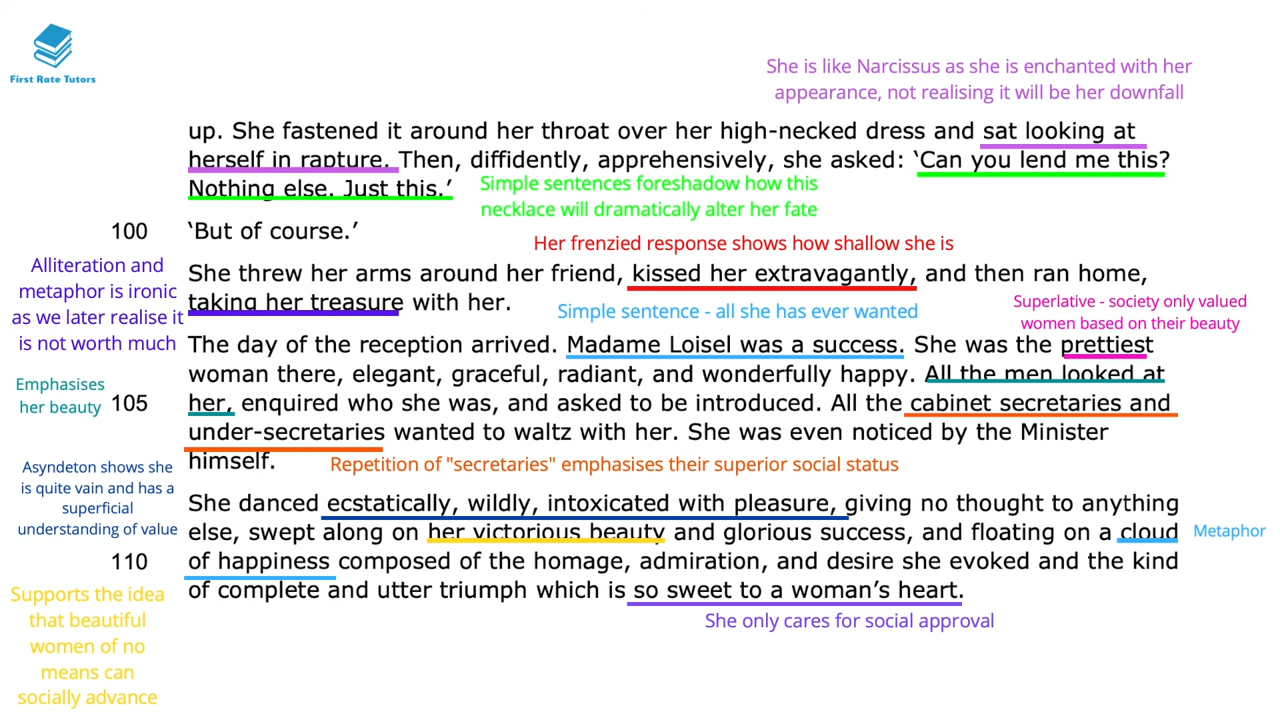 First Rate Tutors
She is like Narcissus as she is enchanted with her
appearance, not realising it will be her downfall
up. She fastened it around her throat over her high-necked dress and sat looking at
herself in rapture. Then, diffidently, apprehensively, she asked: ‘Can you lend me this?
Nothing else. Just this.’
Simple sentences foreshadow how this
necklace will dramatically alter her fate
100 ‘But of course.’
Her frenzied response shows how shallow she is
Alliteration and
metaphor is ironic
as we later realise it
is not worth much
She threw her arms around her friend, kissed her extravagantly, and then ran home,
taking her treasure with her.
Simple sentence - all she has ever wanted
Superlative - society only valued
women based on their beauty
The day of the reception arrived. Madame Loisel was a success. She was the prettiest
woman there, elegant, graceful, radiant, and wonderfully happy. All the men looked at
Emphasises
her beauty
105 her, enquired who she was, and asked to be introduced. All the cabinet secretaries and
under-secretaries wanted to waltz with her. She was even noticed by the Minister
himself.
Repetition of "secretaries" emphasises their superior social status
Asyndeton shows she
is quite vain and has a
superficial
understanding of value
She danced ecstatically, wildly, intoxicated with pleasure, giving no thought to anything
else, swept along on her victorious beauty and glorious success, and floating on a cloud
Metaphor
110 of happiness composed of the homage, admiration, and desire she evoked and the kind
of complete and utter triumph which is so sweet to a woman’s heart.
Supports the idea
that beautiful
women of no
means can
socially advance
She only cares for social approval